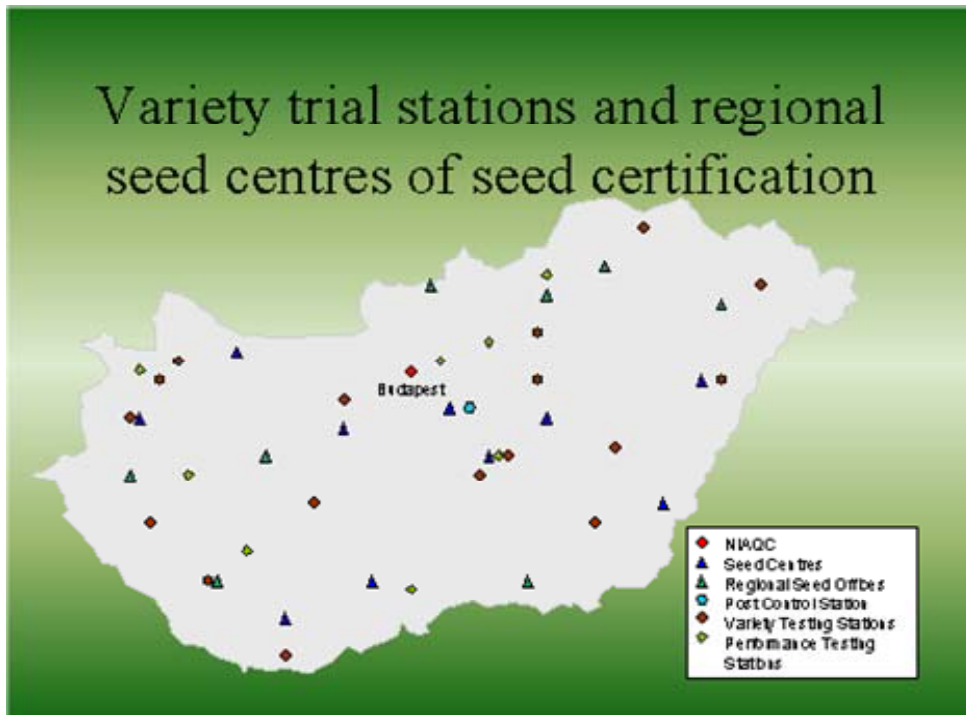 Variety trial stations and regional
seed centres of seed certification
Budapest
NIAQC
Seed Centres
Regional Seed Offices
Post Control Station
Variety Testing Stations
Performance Testing
Stations